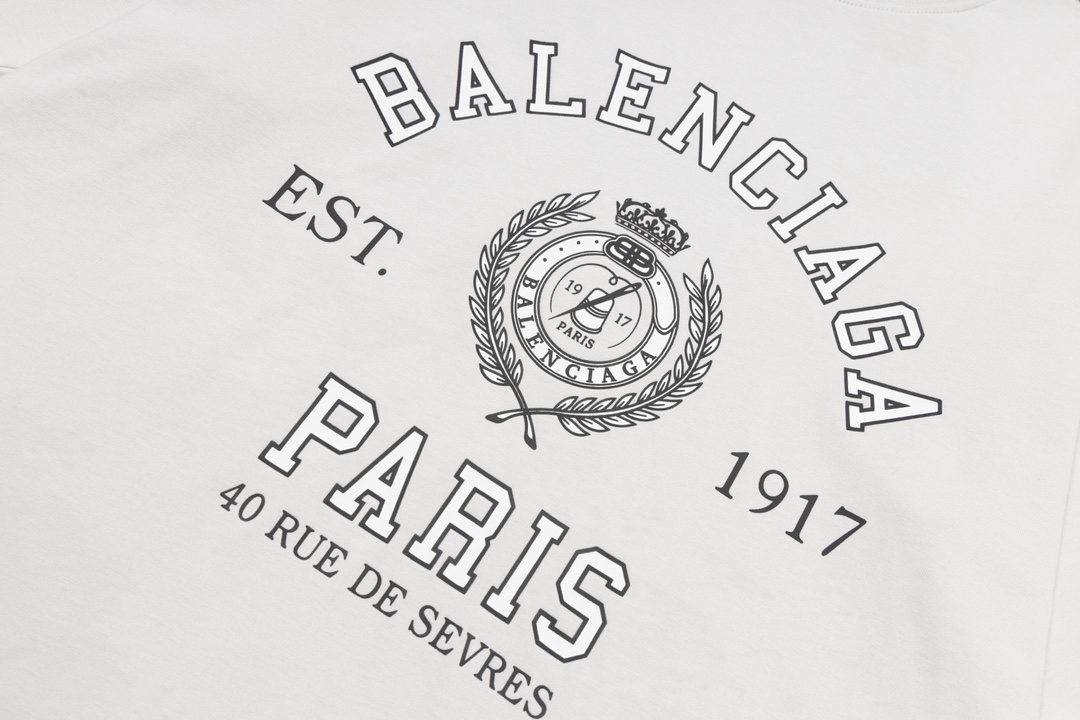 BALENCIAGA
EST. 1917
19 17
PARIS
BALENCIAGA
PARIS
40 RUE DE SEVRES